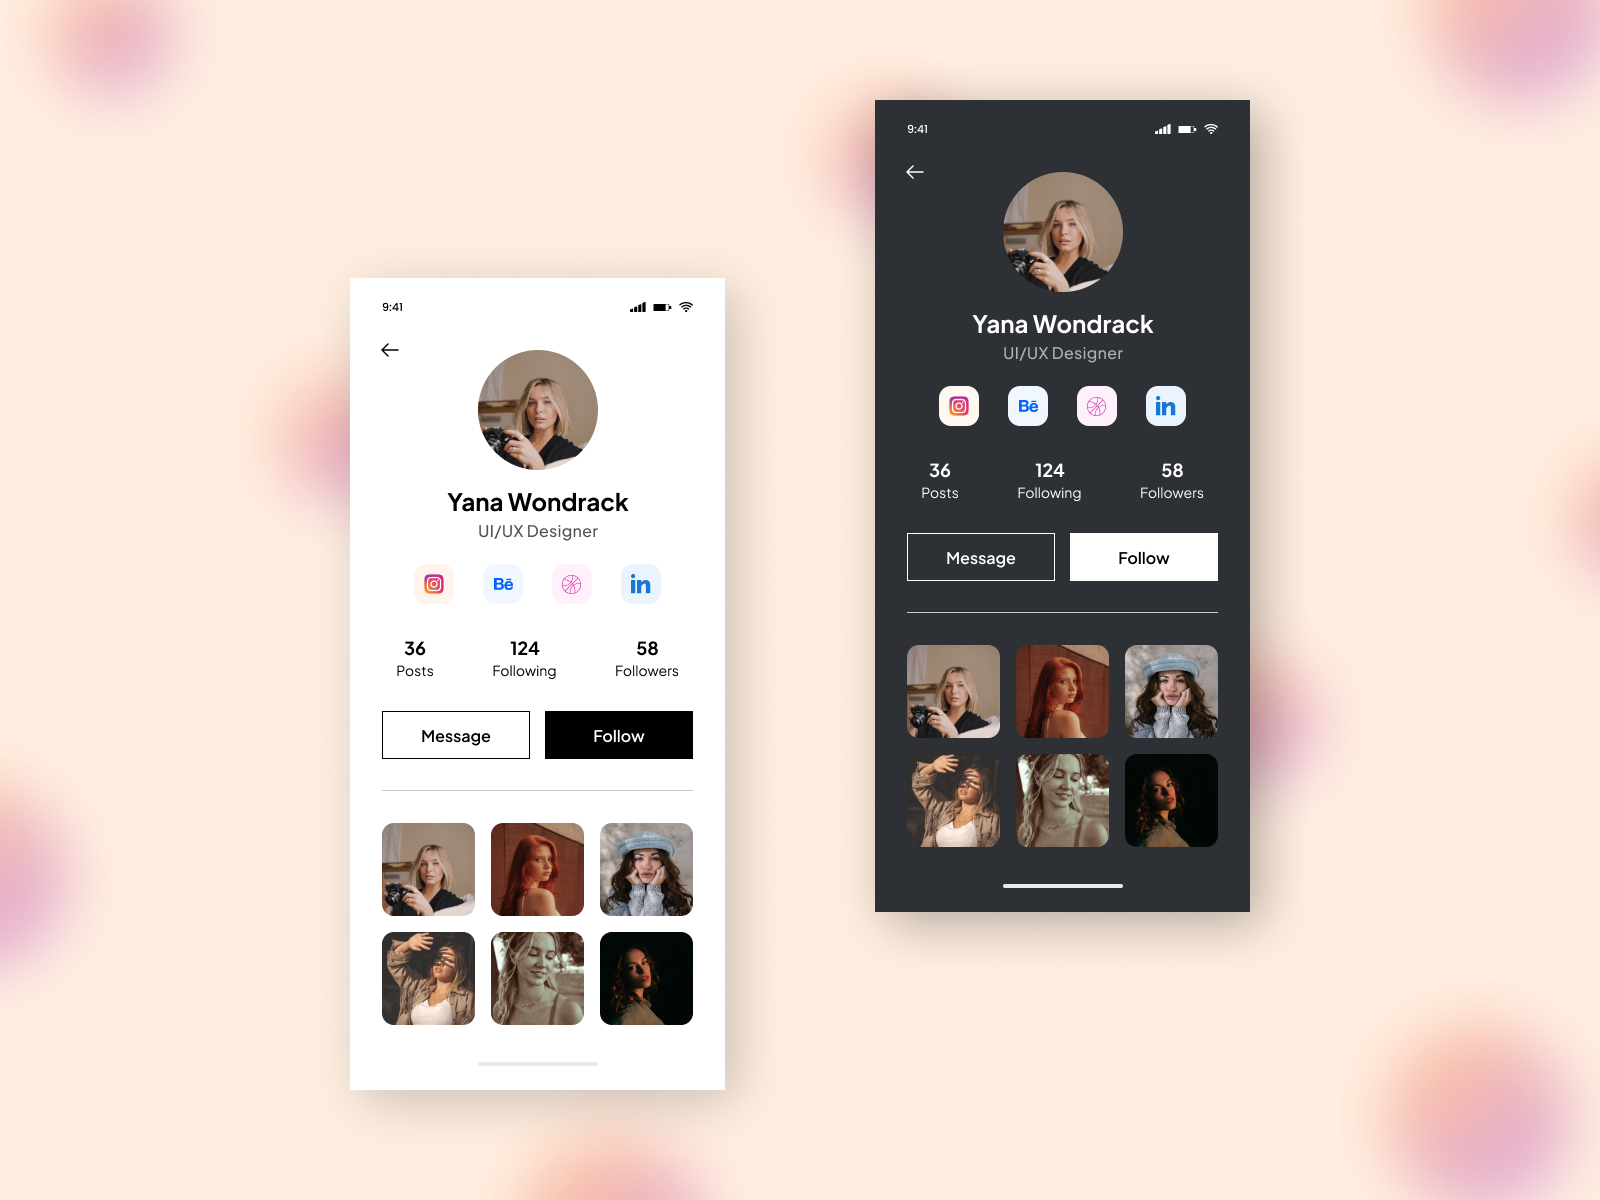 9:41
Yana Wondrack
UI/UX Designer
Bē in
36 124 58
Posts Following Followers
Message Follow
9:41
Yana Wondrack
UI/UX Designer
Bē in
36 124 58
Posts Following Followers
Message Follow